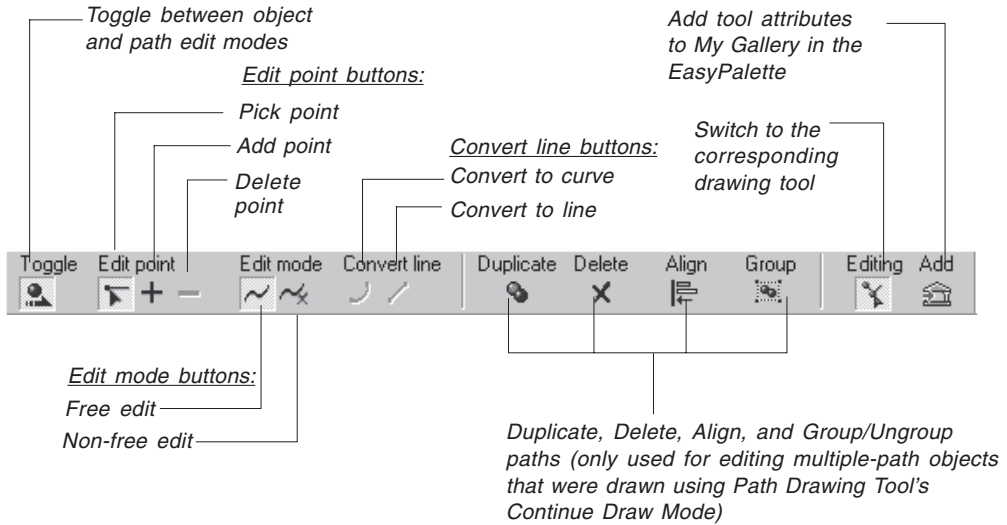 Toggle between object
and path edit modes
Edit point buttons:
Pick point
Add point
Delete
point
Convert line buttons:
Convert to curve
Convert to line
Add tool attributes
to My Gallery in the
EasyPalette
Switch to the
corresponding
drawing tool
Toggle Edit point Edit mode Convert line Duplicate Delete Align Group Editing Add
Edit mode buttons:
Free edit
Non-free edit
Duplicate, Delete, Align, and Group/Ungroup
paths (only used for editing multiple-path objects
that were drawn using Path Drawing Tool's
Continue Draw Mode)